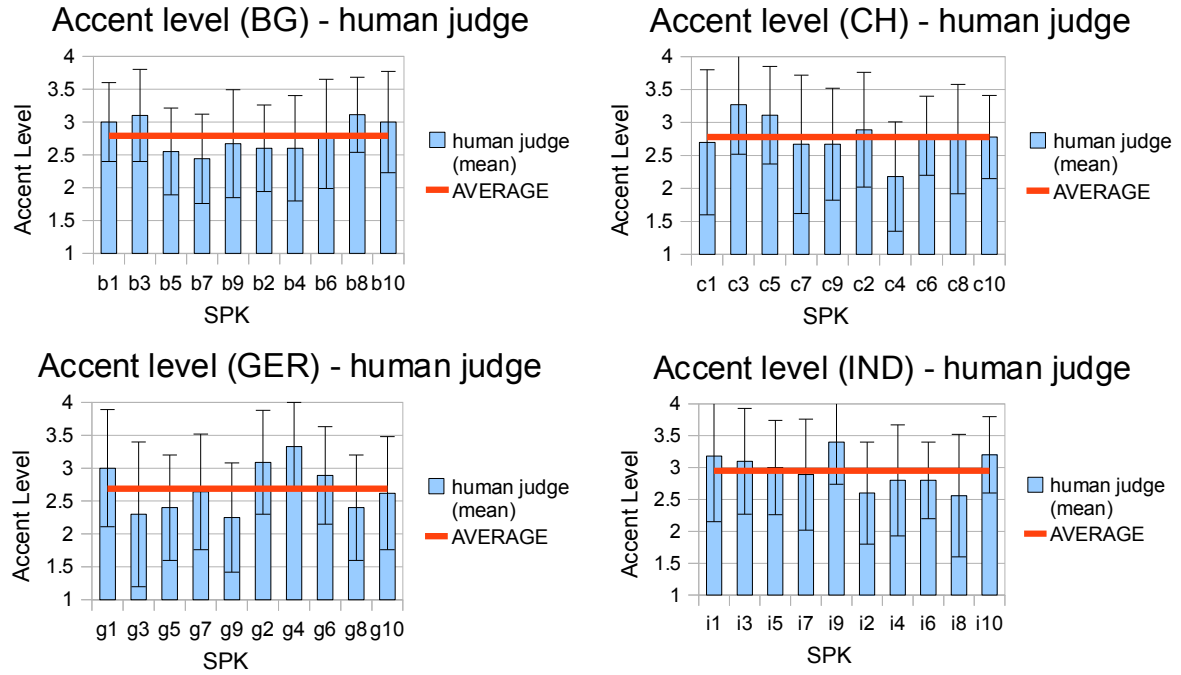 Accent level (BG) - human judge
4
3.5
3
2.5
2
1.5
1
Accent Level
b1 b3 b5 b7 b9 b2 b4 b6 b8 b10
SPK
human judge
(mean)
AVERAGE
Accent level (CH) - human judge
4
3.5
3
2.5
2
1.5
1
Accent Level
c1 c3 c5 c7 c9 c2 c4 c6 c8 c10
SPK
human judge
(mean)
AVERAGE
Accent level (GER) - human judge
4
3.5
3
2.5
2
1.5
1
Accent Level
g1 g3 g5 g7 g9 g2 g4 g6 g8 g10
SPK
human judge
(mean)
AVERAGE
Accent level (IND) - human judge
4
3.5
3
2.5
2
1.5
1
Accent Level
i1 i3 i5 i7 i9 i2 i4 i6 i8 i10
SPK
human judge
(mean)
AVERAGE